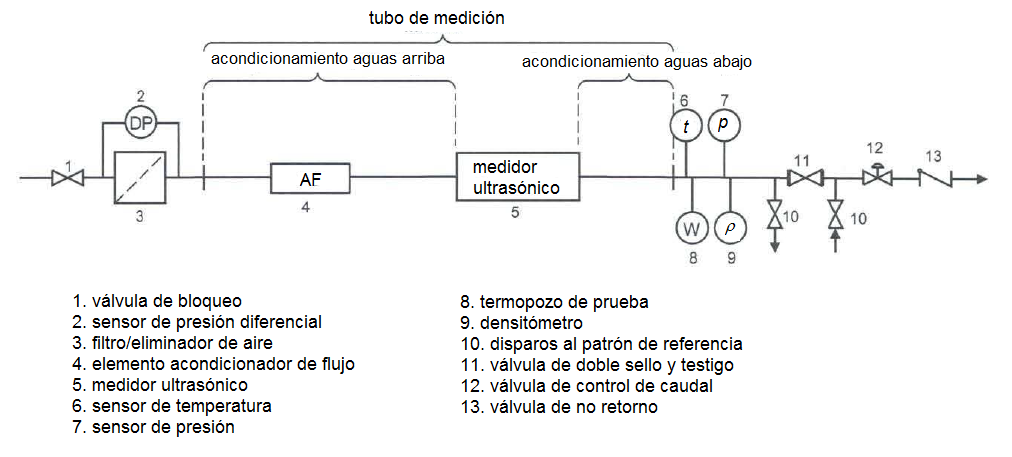 tubo de medición
acondicionamiento aguas arriba
acondicionamiento aguas abajo
2
DP
6
7
t
p
1
AF
medidor
ultrasónico
11
12
13
3
4
5
W
ρ
8
9
10
10
1. válvula de bloqueo
2. sensor de presión diferencial
3. filtro/eliminador de aire
4. elemento acondicionador de flujo
5. medidor ultrasónico
6. sensor de temperatura
7. sensor de presión
8. termopozo de prueba
9. densitómetro
10. disparos al patrón de referencia
11. válvula de doble sello y testigo
12. válvula de control de caudal
13. válvula de no retorno